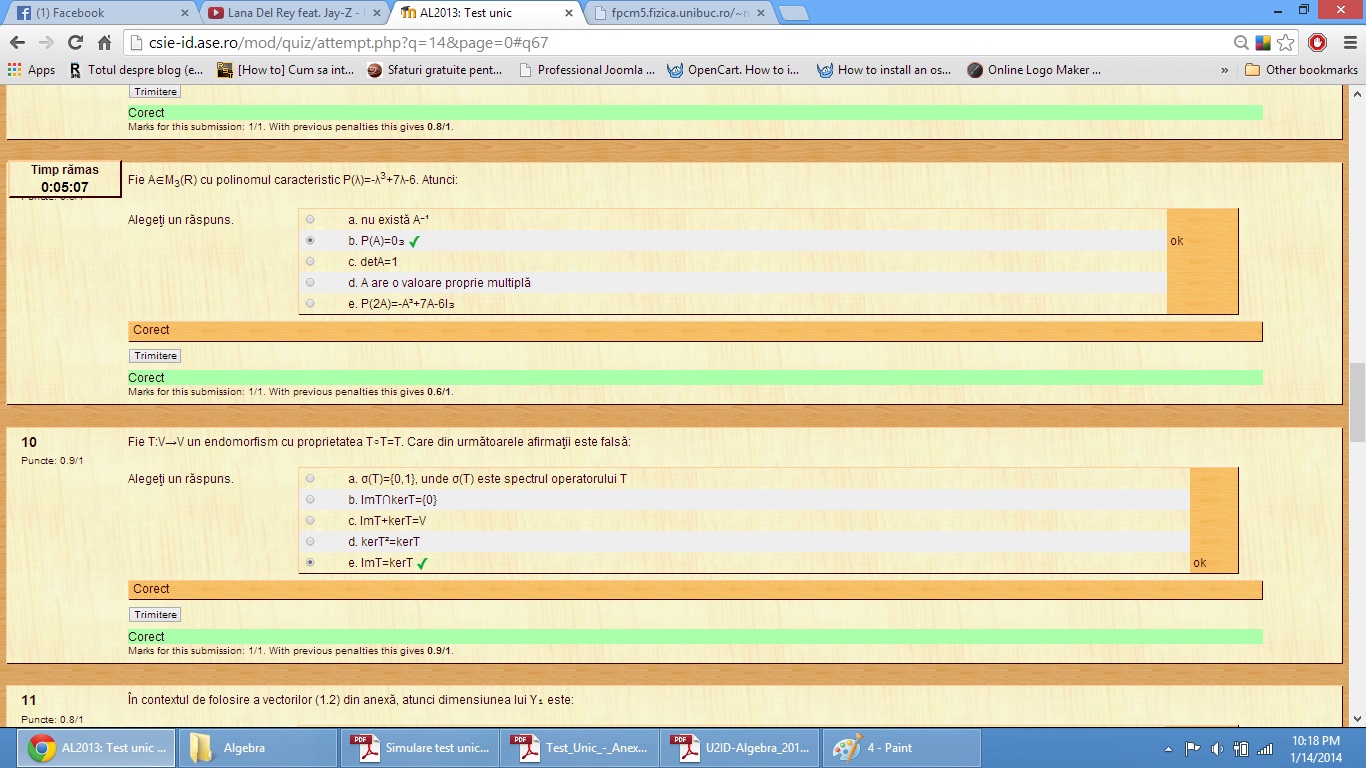 (1) Facebook
Lana Del Rey feat. Jay-Z -
AL2013: Test unic
fpcm5.fizica.unibuc.ro/~
csie-id.ase.ro/mod/quiz/attempt.php?q=14&page=0#q67
Apps
Totul despre blog (e...
[How to] Cum sa int...
Sfaturi gratuite pent...
Professional Joomla ...
OpenCart. How to i...
How to install an os...
Online Logo Maker ...
»
Other bookmarks
Trimitere
Corect
Marks for this submission: 1/1. With previous penalties this gives 0.8/1.
Timp rămas
0:05:07
Fie A∈M₃(R) cu polinomul caracteristic P(λ)=-λ³+7λ-6. Atunci:
Alegeţi un răspuns.
a. nu există A⁻¹
b. P(A)=0₃ ✓ ok
c. detA=1
d. A are o valoare proprie multiplă
e. P(2A)=-A³+7A-6I₃
Corect
Trimitere
Corect
Marks for this submission: 1/1. With previous penalties this gives 0.6/1.
10
Puncte: 0.9/1
Fie T:V→V un endomorfism cu proprietatea T∘T=T. Care din următoarele afirmaţii este falsă:
Alegeţi un răspuns.
a. σ(T)={0,1}, unde σ(T) este spectrul operatorului T
b. ImT∩kerT={0}
c. ImT+kerT=V
d. kerT²=kerT
e. ImT=kerT ✓ ok
Corect
Trimitere
Corect
Marks for this submission: 1/1. With previous penalties this gives 0.9/1.
11
Puncte: 0.8/1
În contextul de folosire a vectorilor (1.2) din anexă, atunci dimensiunea lui Y₁ este:
AL2013: Test unic ...
Algebra
Simulare test unic...
Test_Unic_-_Anex...
U2ID-Algebra_201...
4 - Paint
10:18 PM
1/14/2014